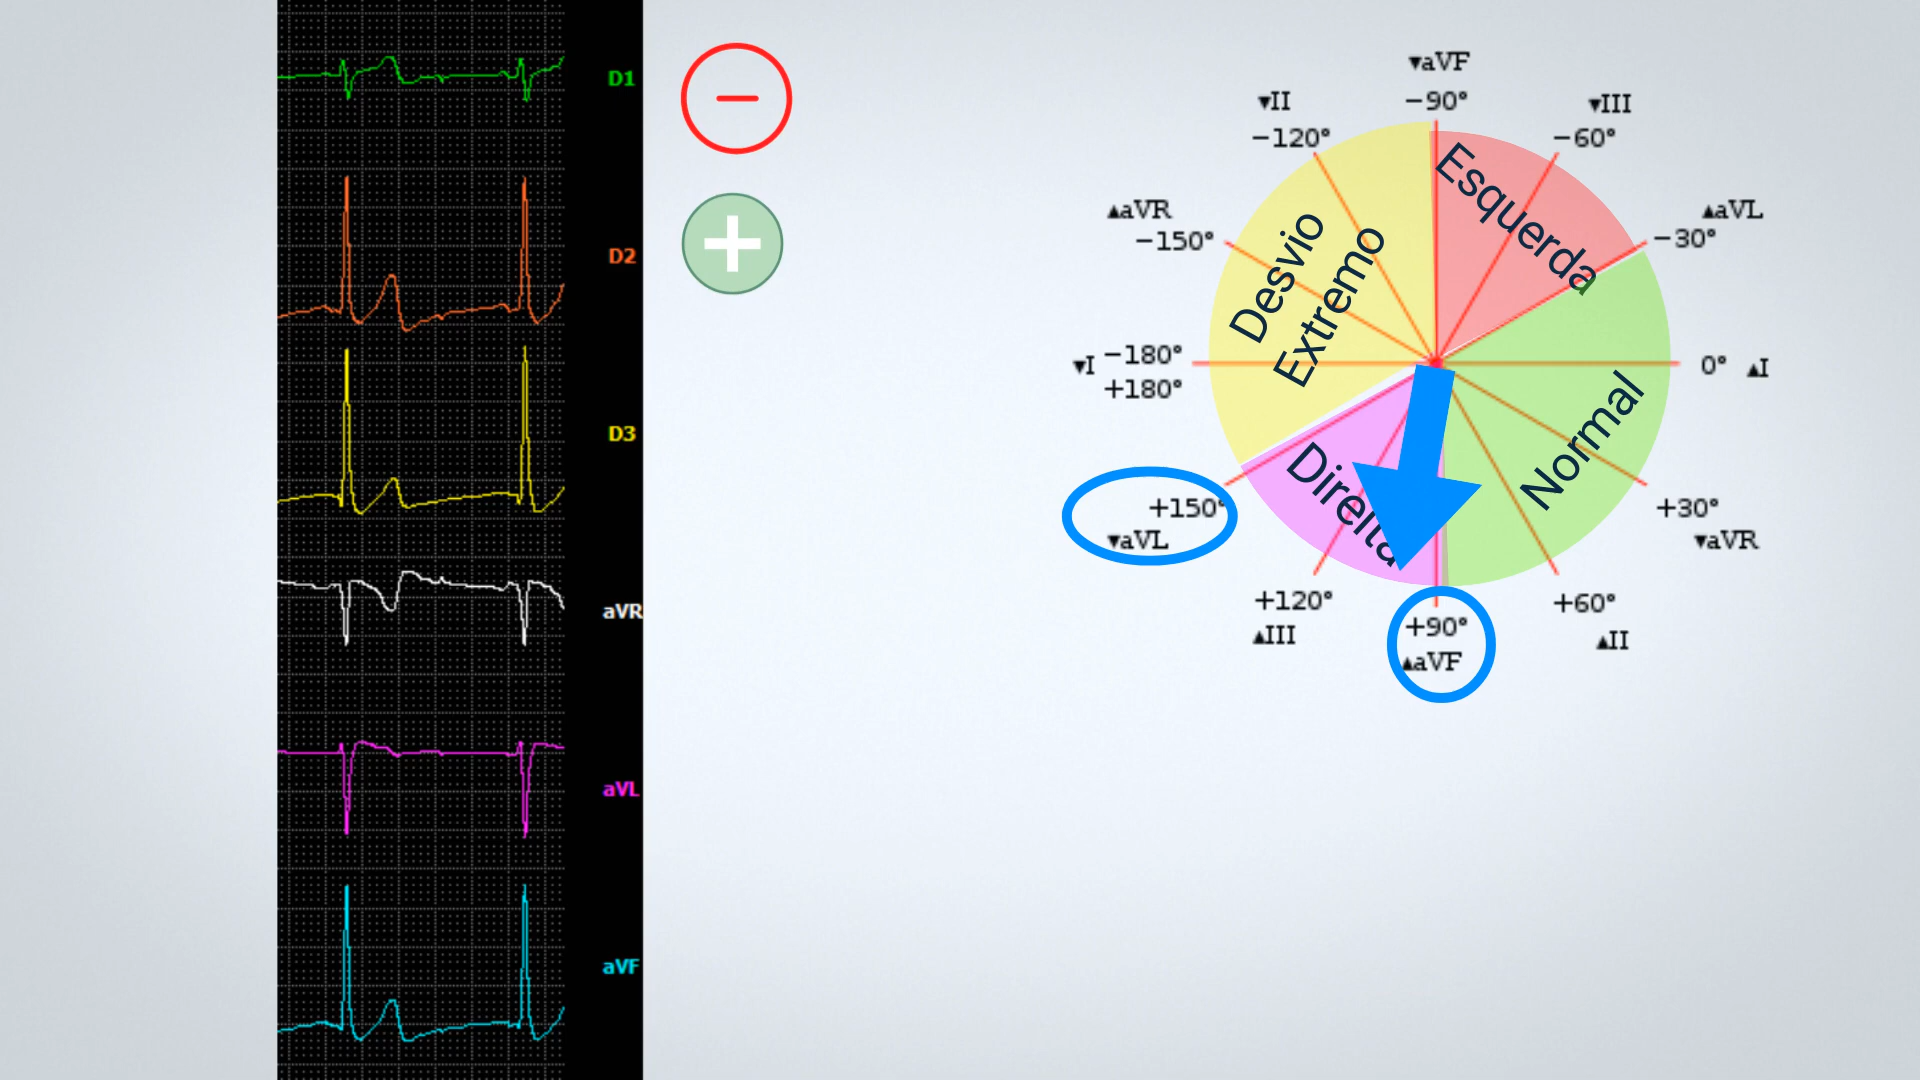 D1
D2
D3
aVR
aVL
aVF
▼aVF
−90°
▼II
−120°
▼III
−60°
▲aVR
−150°
▲aVL
−30°
▼I −180°
+180°
0° ▲I
+150°
▼aVL
+30°
▼aVR
+120°
▲III
+90°
▲aVF
+60°
▲II
Esquerda
Desvio
Extremo
Normal
Direita